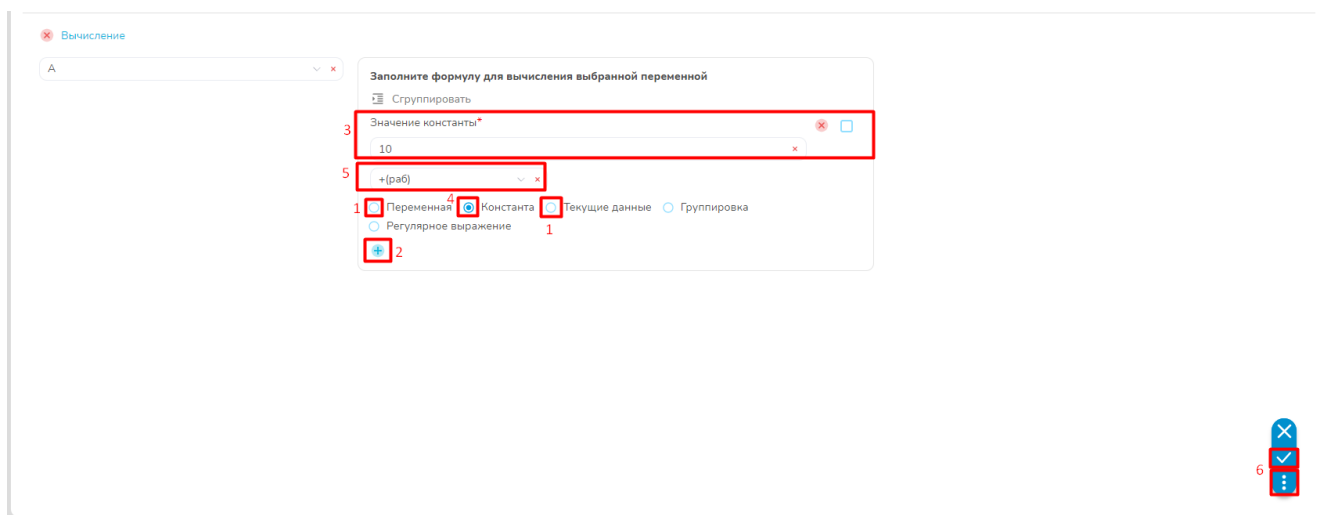 Вычисление
A
Заполните формулу для вычисления выбранной переменной
Сгруппировать
3 Значение константы*
10
5 +(раб)
1 Переменная 4 Константа 1 Текущие данные Группировка
Регулярное выражение
2
6